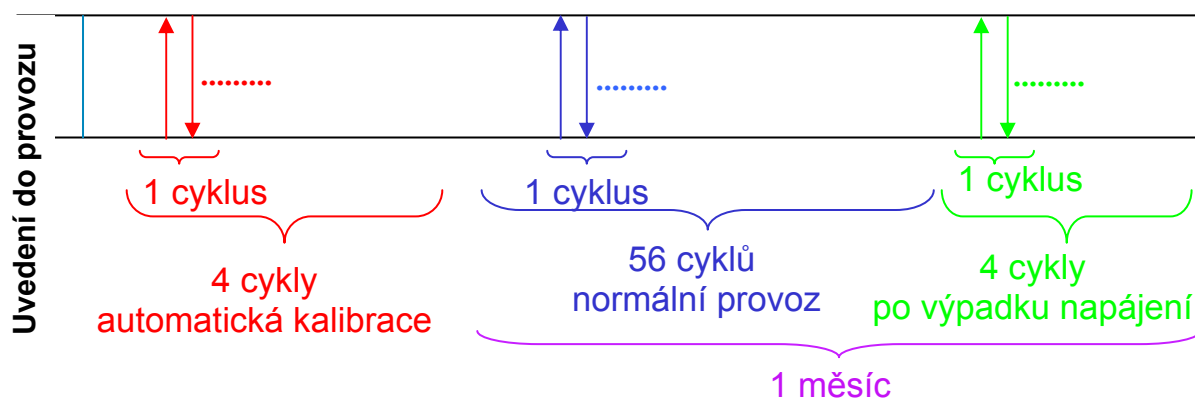 Uvedení do provozu
1 cyklus
1 cyklus
1 cyklus
4 cykly
automatická kalibrace
56 cyklů
normální provoz
4 cykly
po výpadku napájení
1 měsíc